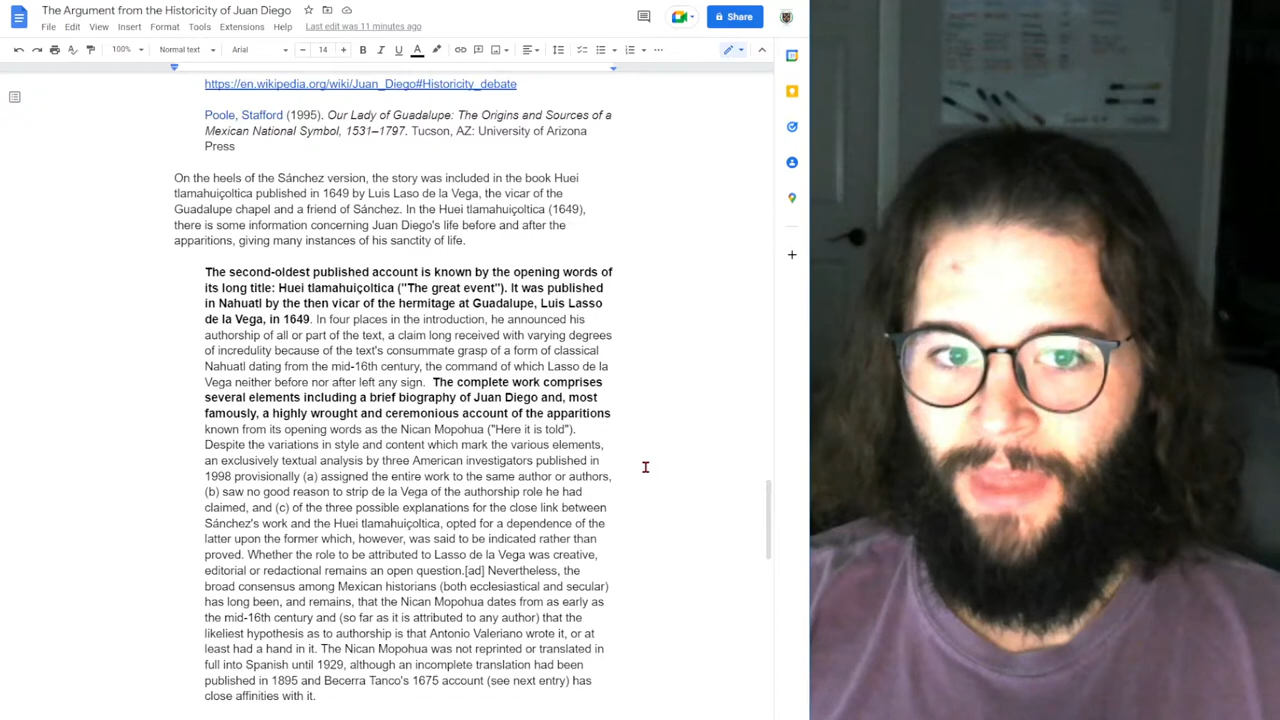 The Argument from the Historicity of Juan Diego
File Edit View Insert Format Tools Extensions Help Last edit was 11 minutes ago
Share
100% Normal text Arial 14
https://en.wikipedia.org/wiki/Juan_Diego#Historicity_debate
Poole, Stafford (1995). Our Lady of Guadalupe: The Origins and Sources of a
Mexican National Symbol, 1531–1797. Tucson, AZ: University of Arizona
Press
On the heels of the Sánchez version, the story was included in the book Huei
tlamahuiçoltica published in 1649 by Luis Laso de la Vega, the vicar of the
Guadalupe chapel and a friend of Sánchez. In the Huei tlamahuiçoltica (1649),
there is some information concerning Juan Diego's life before and after the
apparitions, giving many instances of his sanctity of life.
The second-oldest published account is known by the opening words of
its long title: Huei tlamahuiçoltica ("The great event"). It was published
in Nahuatl by the then vicar of the hermitage at Guadalupe, Luis Lasso
de la Vega, in 1649. In four places in the introduction, he announced his
authorship of all or part of the text, a claim long received with varying degrees
of incredulity because of the text's consummate grasp of a form of classical
Nahuatl dating from the mid-16th century, the command of which Lasso de la
Vega neither before nor after left any sign. The complete work comprises
several elements including a brief biography of Juan Diego and, most
famously, a highly wrought and ceremonious account of the apparitions
known from its opening words as the Nican Mopohua ("Here it is told").
Despite the variations in style and content which mark the various elements,
an exclusively textual analysis by three American investigators published in
1998 provisionally (a) assigned the entire work to the same author or authors,
(b) saw no good reason to strip de la Vega of the authorship role he had
claimed, and (c) of the three possible explanations for the close link between
Sánchez's work and the Huei tlamahuiçoltica, opted for a dependence of the
latter upon the former which, however, was said to be indicated rather than
proved. Whether the role to be attributed to Lasso de la Vega was creative,
editorial or redactional remains an open question.[ad] Nevertheless, the
broad consensus among Mexican historians (both ecclesiastical and secular)
has long been, and remains, that the Nican Mopohua dates from as early as
the mid-16th century and (so far as it is attributed to any author) that the
likeliest hypothesis as to authorship is that Antonio Valeriano wrote it, or at
least had a hand in it. The Nican Mopohua was not reprinted or translated in
full into Spanish until 1929, although an incomplete translation had been
published in 1895 and Becerra Tanco's 1675 account (see next entry) has
close affinities with it.